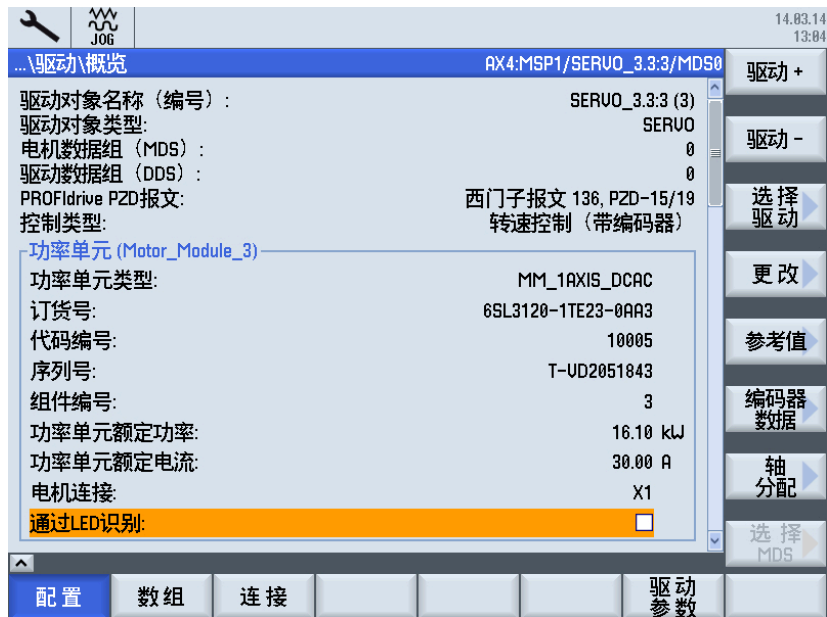 14.03.14
JOG
13:04
...\驱动\概览 AX4:MSP1/SERVO_3.3:3/MDS0
驱动 +
驱动对象名称（编号）: SERVO_3.3:3 (3)
驱动对象类型: SERVO
驱动 -
电机数据组（MDS）: 0
驱动数据组（DDS）: 0
PROFIdrive PZD报文: 西门子报文 136, PZD-15/19
选 择
驱 动
控制类型: 转速控制（带编码器）
功率单元 (Motor_Module_3)
功率单元类型: MM_1AXIS_DCAC
更 改
订货号: 6SL3120-1TE23-0AA3
代码编号: 10005
参考值
序列号: T-VD2051843
组件编号: 3
编码器
数据
功率单元额定功率: 16.10 kW
功率单元额定电流: 30.00 A
轴
分配
电机连接: X1
通过LED识别:
选 择
MDS
配 置
数 组
连 接
驱 动
参 数